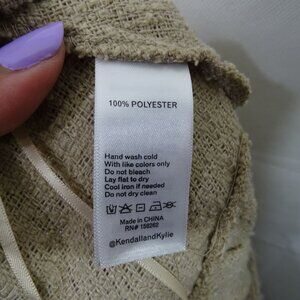 100% POLYESTER
Hand wash cold
With like colors only
Do not bleach
Lay flat to dry
Cool iron if needed
Do not dry clean
Made in CHINA
RN# 158262
@KendallandKylie